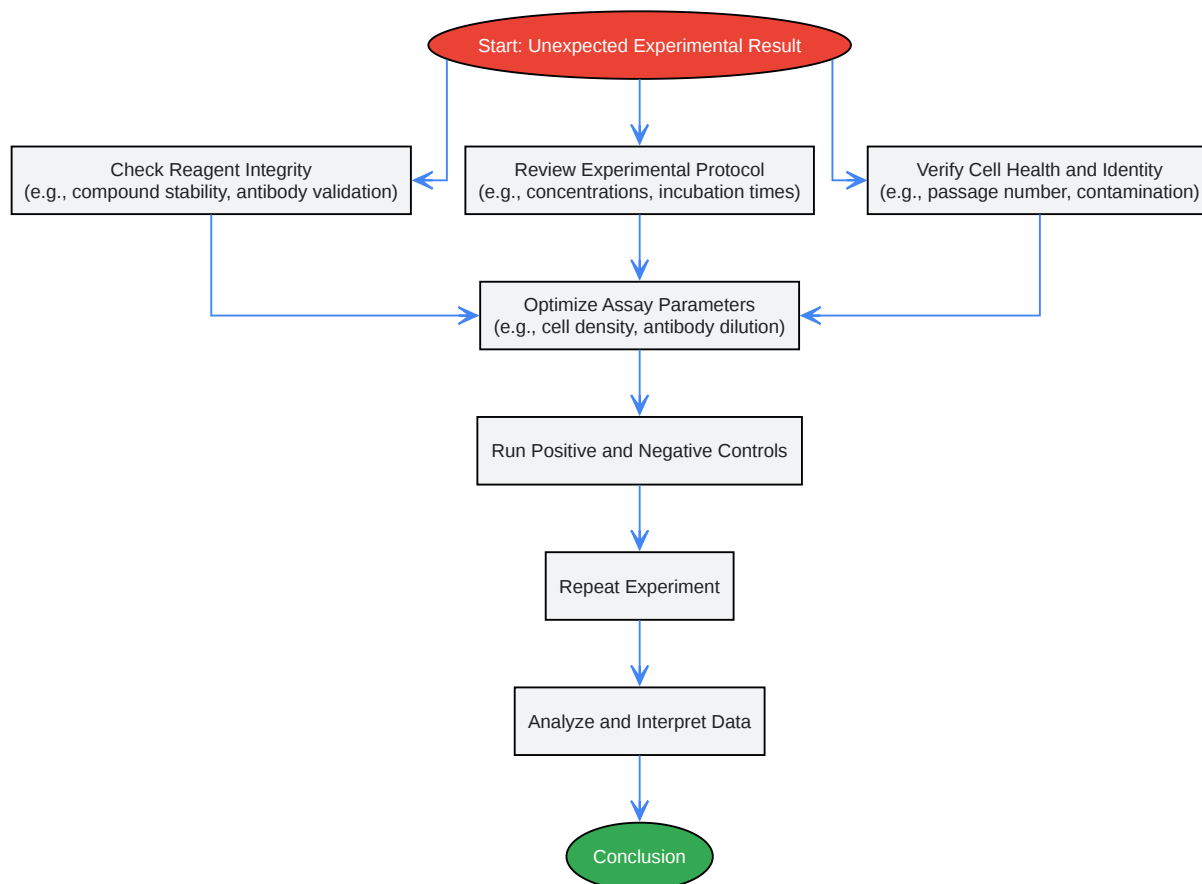 Start: Unexpected Experimental Result
Check Reagent Integrity
(e.g., compound stability, antibody validation)
Review Experimental Protocol
(e.g., concentrations, incubation times)
Verify Cell Health and Identity
(e.g., passage number, contamination)
Optimize Assay Parameters
(e.g., cell density, antibody dilution)
Run Positive and Negative Controls
Repeat Experiment
Analyze and Interpret Data
Conclusion